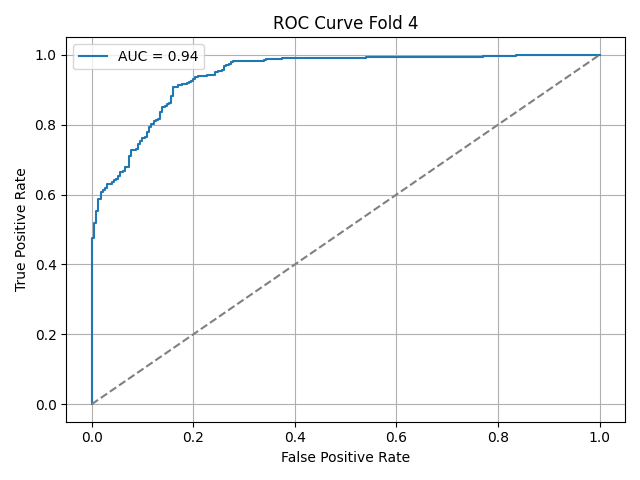 ROC Curve Fold 4
AUC = 0.94
True Positive Rate
1.0
0.8
0.6
0.4
0.2
0.0
0.0 0.2 0.4 0.6 0.8 1.0
False Positive Rate